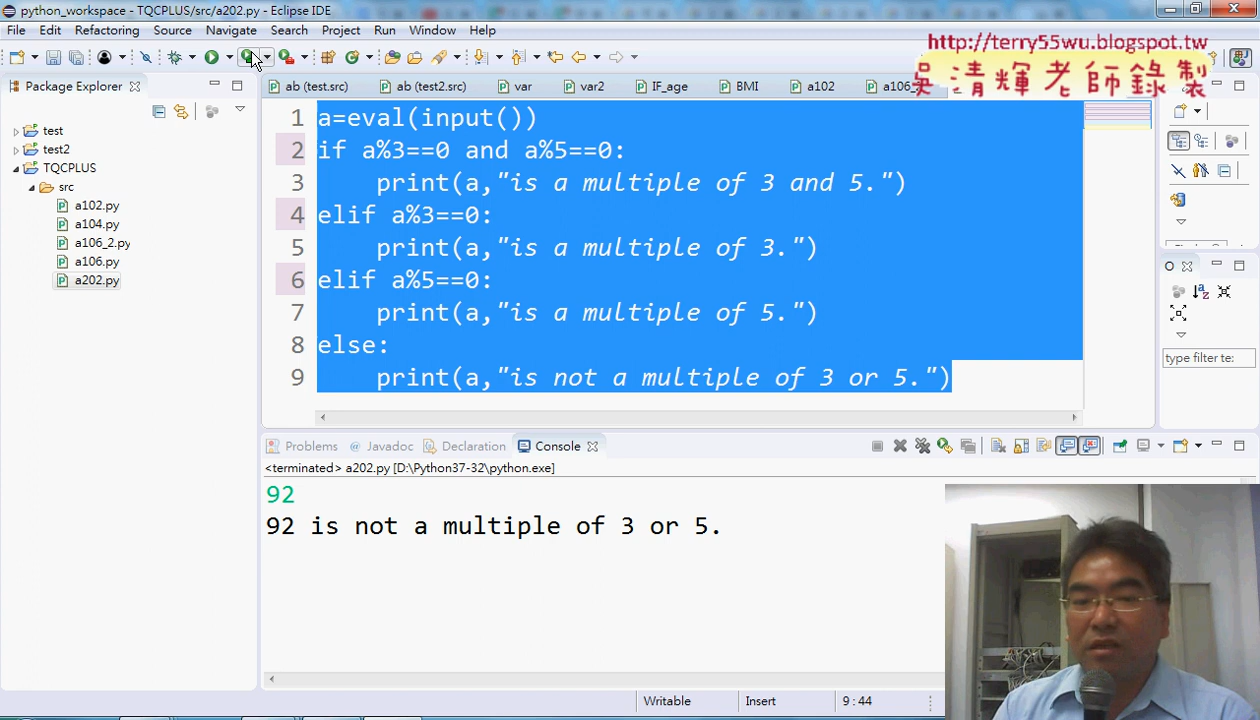 python_workspace - TQCPLUS/src/a202.py - Eclipse IDE
File Edit Refactoring Source Navigate Search Project Run Window Help
http://terry55wu.blogspot.tw
吳清輝老師錄製
Package Explorer
ab (test.src) ab (test2.src) var var2 IF_age BMI a102 a106_
test
test2
TQCPLUS
src
a102.py
a104.py
a106_2.py
a106.py
a202.py
1 a=eval(input())
2 if a%3==0 and a%5==0:
3 print(a,"is a multiple of 3 and 5.")
4 elif a%3==0:
5 print(a,"is a multiple of 3.")
6 elif a%5==0:
7 print(a,"is a multiple of 5.")
8 else:
9 print(a,"is not a multiple of 3 or 5.")
O
type filter te:
Problems Javadoc Declaration Console
<terminated> a202.py [D:\Python37-32\python.exe]
92
92 is not a multiple of 3 or 5.
Writable Insert 9:44